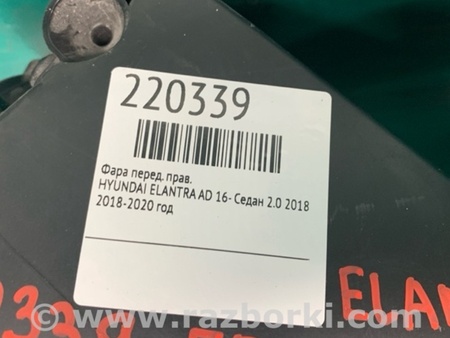 220339
Фара перед. прав.
HYUNDAI ELANTRA AD 16- Седан 2.0 2018
2018-2020 год
ELAN
www.razborki.com